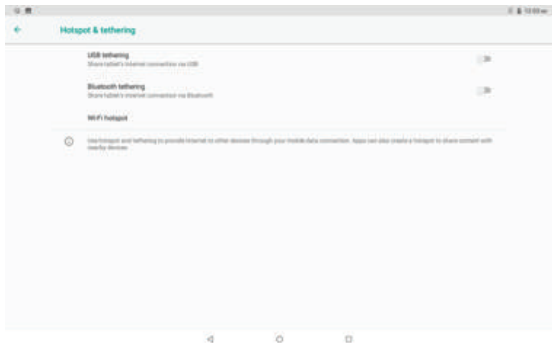 Hotspot & tethering
USB tethering
Share tablet's internet connection via USB
Bluetooth tethering
Share tablet's internet connection via Bluetooth
Wi-Fi hotspot
Use hotspot and tethering to provide internet to other devices through your mobile data connection. Apps can also create a hotspot to share content with
nearby devices.